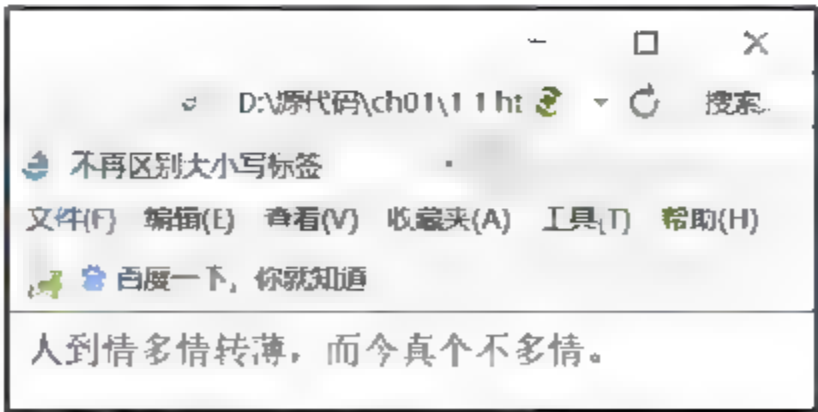 D:\源代码\ch01\1 1 ht 搜索..
不再区别大小写标签
文件(F) 编辑(E) 查看(V) 收藏夹(A) 工具(T) 帮助(H)
百度一下，你就知道
人到情多情转薄，而今真个不多情。